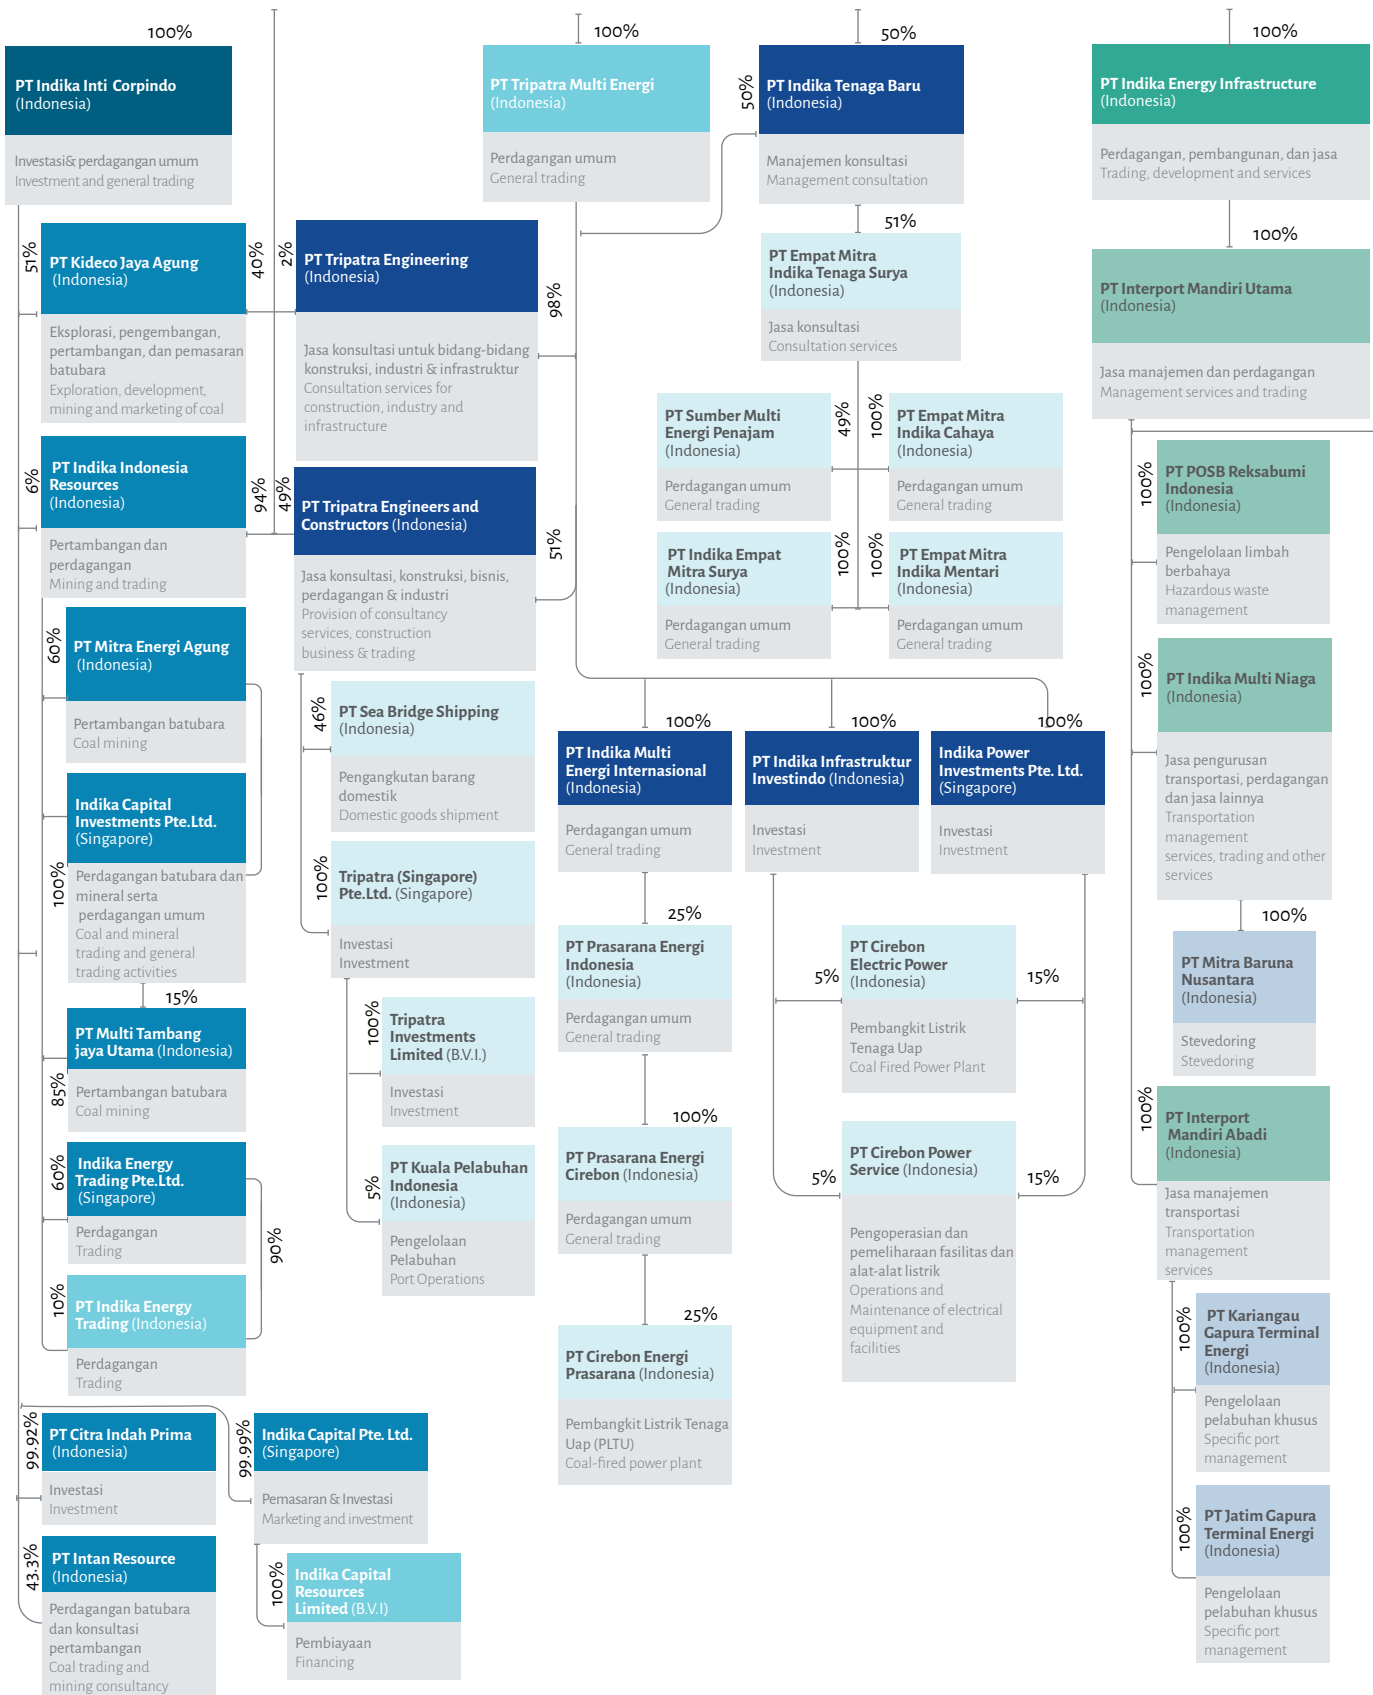 100%
PT Indika Inti Corpindo
(Indonesia)
Investasi& perdagangan umum
Investment and general trading
51%
PT Kideco Jaya Agung
(Indonesia)
Eksplorasi, pengembangan,
pertambangan, dan pemasaran
batubara
Exploration, development,
mining and marketing of coal
40%
6%
PT Indika Indonesia
Resources
(Indonesia)
Pertambangan dan
perdagangan
Mining and trading
94%
60%
PT Mitra Energi Agung
(Indonesia)
Pertambangan batubara
Coal mining
Indika Capital
Investments Pte.Ltd.
(Singapore)
100%
Perdagangan batubara dan
mineral serta
perdagangan umum
Coal and mineral
trading and general
trading activities
15%
PT Multi Tambang
jaya Utama (Indonesia)
85%
Pertambangan batubara
Coal mining
60%
Indika Energy
Trading Pte.Ltd.
(Singapore)
Perdagangan
Trading
90%
10%
PT Indika Energy
Trading (Indonesia)
Perdagangan
Trading
99.92%
PT Citra Indah Prima
(Indonesia)
Investasi
Investment
43.3%
PT Intan Resource
(Indonesia)
Perdagangan batubara
dan konsultasi
pertambangan
Coal trading and
mining consultancy
99.99%
Indika Capital Pte. Ltd.
(Singapore)
Pemasaran & Investasi
Marketing and investment
100%
Indika Capital
Resources
Limited (B.V.I)
Pembiayaan
Financing
2%
PT Tripatra Engineering
(Indonesia)
Jasa konsultasi untuk bidang-bidang
konstruksi, industri & infrastruktur
Consultation services for
construction, industry and
infrastructure
98%
49%
PT Tripatra Engineers and
Constructors (Indonesia)
Jasa konsultasi, konstruksi, bisnis,
perdagangan & industri
Provision of consultancy
services, construction
business & trading
51%
46%
PT Sea Bridge Shipping
(Indonesia)
Pengangkutan barang
domestik
Domestic goods shipment
100%
Tripatra (Singapore)
Pte.Ltd. (Singapore)
Investasi
Investment
100%
Tripatra
Investments
Limited (B.V.I.)
Investasi
Investment
5%
PT Kuala Pelabuhan
Indonesia
(Indonesia)
Pengelolaan
Pelabuhan
Port Operations
100%
PT Tripatra Multi Energi
(Indonesia)
Perdagangan umum
General trading
50%
50%
PT Indika Tenaga Baru
(Indonesia)
Manajemen konsultasi
Management consultation
51%
PT Empat Mitra
Indika Tenaga Surya
(Indonesia)
Jasa konsultasi
Consultation services
PT Sumber Multi
Energi Penajam
(Indonesia)
49%
Perdagangan umum
General trading
100%
PT Empat Mitra
Indika Cahaya
(Indonesia)
Perdagangan umum
General trading
PT Indika Empat
Mitra Surya
(Indonesia)
100%
Perdagangan umum
General trading
100%
PT Empat Mitra
Indika Mentari
(Indonesia)
Perdagangan umum
General trading
100%
PT Indika Multi
Energi Internasional
(Indonesia)
Perdagangan umum
General trading
25%
PT Prasarana Energi
Indonesia
(Indonesia)
Perdagangan umum
General trading
100%
PT Prasarana Energi
Cirebon (Indonesia)
Perdagangan umum
General trading
25%
PT Cirebon Energi
Prasarana (Indonesia)
Pembangkit Listrik Tenaga
Uap (PLTU)
Coal-fired power plant
100%
PT Indika Infrastruktur
Investindo (Indonesia)
Investasi
Investment
100%
Indika Power
Investments Pte. Ltd.
(Singapore)
Investasi
Investment
5%
PT Cirebon
Electric Power
(Indonesia)
15%
Pembangkit Listrik
Tenaga Uap
Coal Fired Power Plant
5%
PT Cirebon Power
Service (Indonesia)
15%
Pengoperasian dan
pemeliharaan fasilitas dan
alat-alat listrik
Operations and
Maintenance of electrical
equipment and
facilities
100%
PT Indika Energy Infrastructure
(Indonesia)
Perdagangan, pembangunan, dan jasa
Trading, development and services
100%
PT Interport Mandiri Utama
(Indonesia)
Jasa manajemen dan perdagangan
Management services and trading
100%
PT POSB Reksabumi
Indonesia
(Indonesia)
Pengelolaan limbah
berbahaya
Hazardous waste
management
100%
PT Indika Multi Niaga
(Indonesia)
Jasa pengurusan
transportasi, perdagangan
dan jasa lainnya
Transportation
management
services, trading and other
services
100%
PT Mitra Baruna
Nusantara
(Indonesia)
Stevedoring
Stevedoring
100%
PT Interport
Mandiri Abadi
(Indonesia)
Jasa manajemen
transportasi
Transportation
management
services
100%
PT Kariangau
Gapura Terminal
Energi
(Indonesia)
Pengelolaan
pelabuhan khusus
Specific port
management
100%
PT Jatim Gapura
Terminal Energi
(Indonesia)
Pengelolaan
pelabuhan khusus
Specific port
management